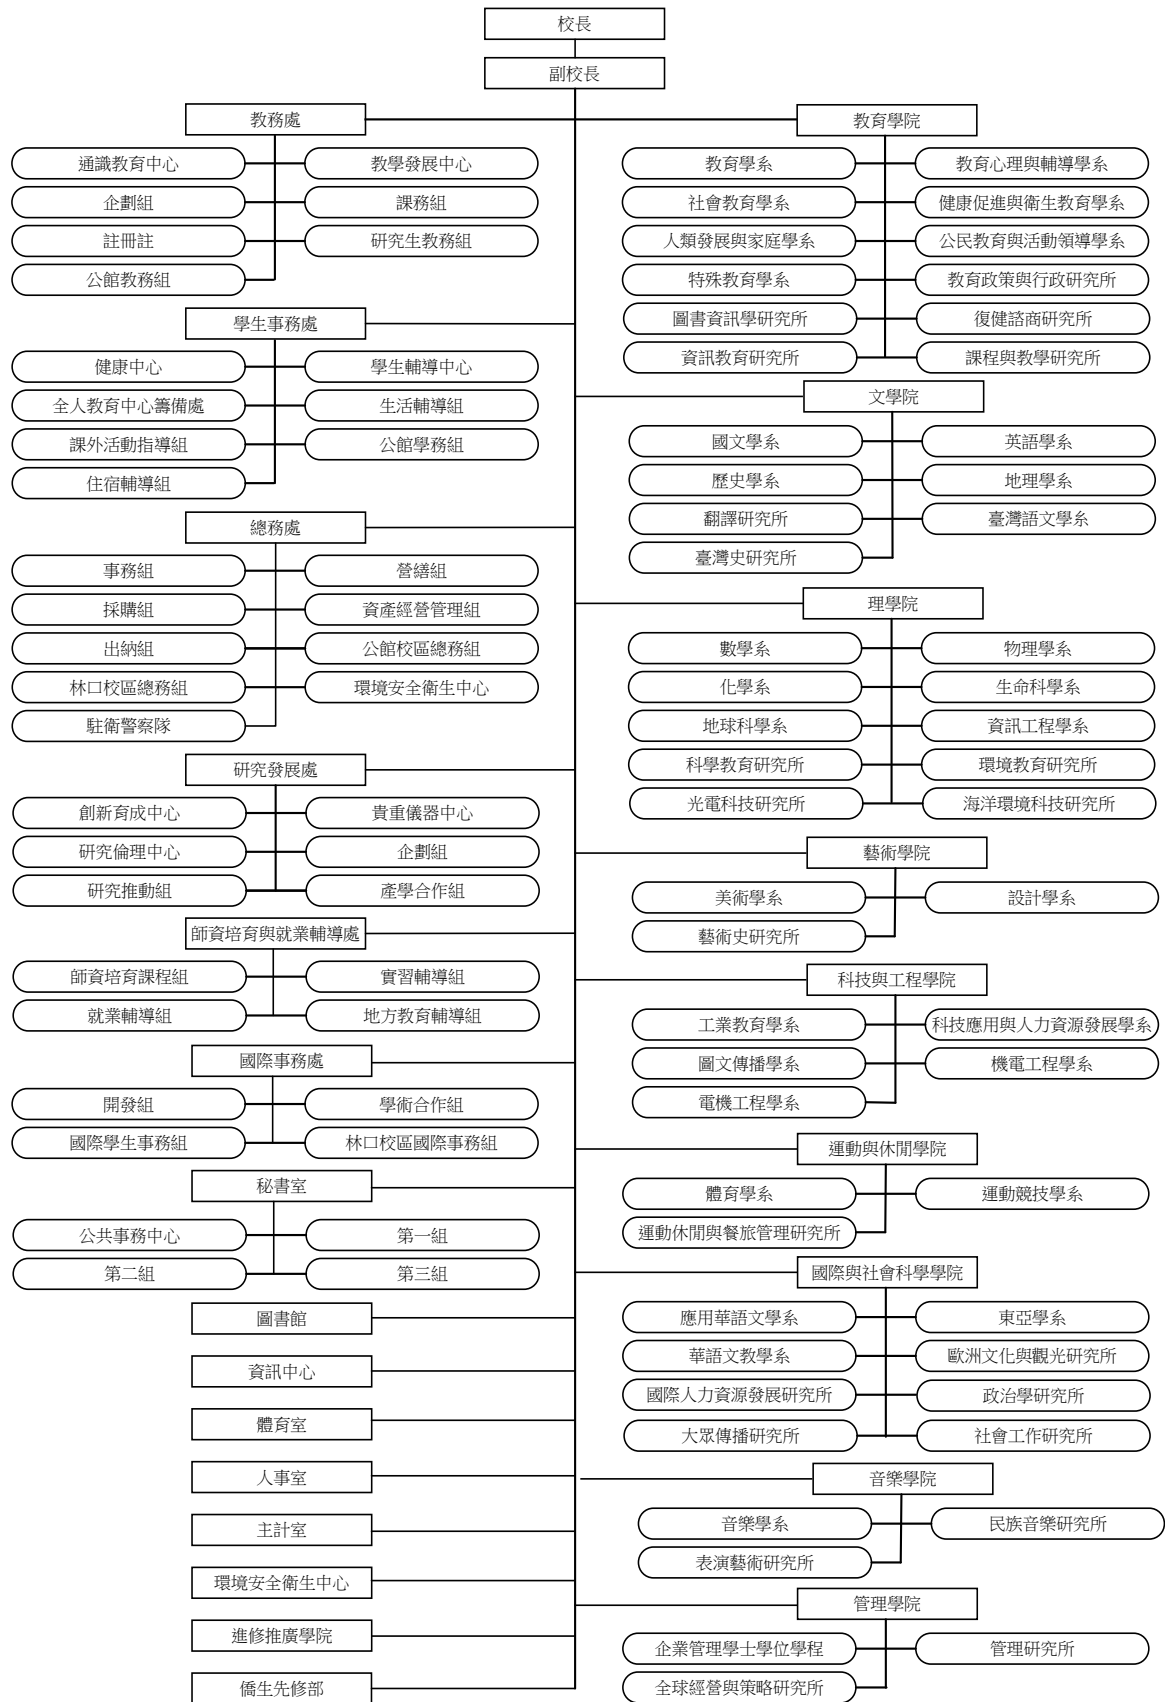 校長
副校長
教務處
通識教育中心
教學發展中心
企劃組
課務組
註冊註
研究生教務組
公館教務組
學生事務處
健康中心
學生輔導中心
全人教育中心籌備處
生活輔導組
課外活動指導組
公館學務組
住宿輔導組
總務處
事務組
營繕組
採購組
資產經營管理組
出納組
公館校區總務組
林口校區總務組
環境安全衛生中心
駐衛警察隊
研究發展處
創新育成中心
貴重儀器中心
研究倫理中心
企劃組
研究推動組
產學合作組
師資培育與就業輔導處
師資培育課程組
實習輔導組
就業輔導組
地方教育輔導組
國際事務處
開發組
學術合作組
國際學生事務組
林口校區國際事務組
秘書室
公共事務中心
第一組
第二組
第三組
圖書館
資訊中心
體育室
人事室
主計室
環境安全衛生中心
進修推廣學院
僑生先修部
教育學院
教育學系
教育心理與輔導學系
社會教育學系
健康促進與衛生教育學系
人類發展與家庭學系
公民教育與活動領導學系
特殊教育學系
教育政策與行政研究所
圖書資訊學研究所
復健諮商研究所
資訊教育研究所
課程與教學研究所
文學院
國文學系
英語學系
歷史學系
地理學系
翻譯研究所
臺灣語文學系
臺灣史研究所
理學院
數學系
物理學系
化學系
生命科學系
地球科學系
資訊工程學系
科學教育研究所
環境教育研究所
光電科技研究所
海洋環境科技研究所
藝術學院
美術學系
設計學系
藝術史研究所
科技與工程學院
工業教育學系
科技應用與人力資源發展學系
圖文傳播學系
機電工程學系
電機工程學系
運動與休閒學院
體育學系
運動競技學系
運動休閒與餐旅管理研究所
國際與社會科學學院
應用華語文學系
東亞學系
華語文教學系
歐洲文化與觀光研究所
國際人力資源發展研究所
政治學研究所
大眾傳播研究所
社會工作研究所
音樂學院
音樂學系
民族音樂研究所
表演藝術研究所
管理學院
企業管理學士學位學程
管理研究所
全球經營與策略研究所